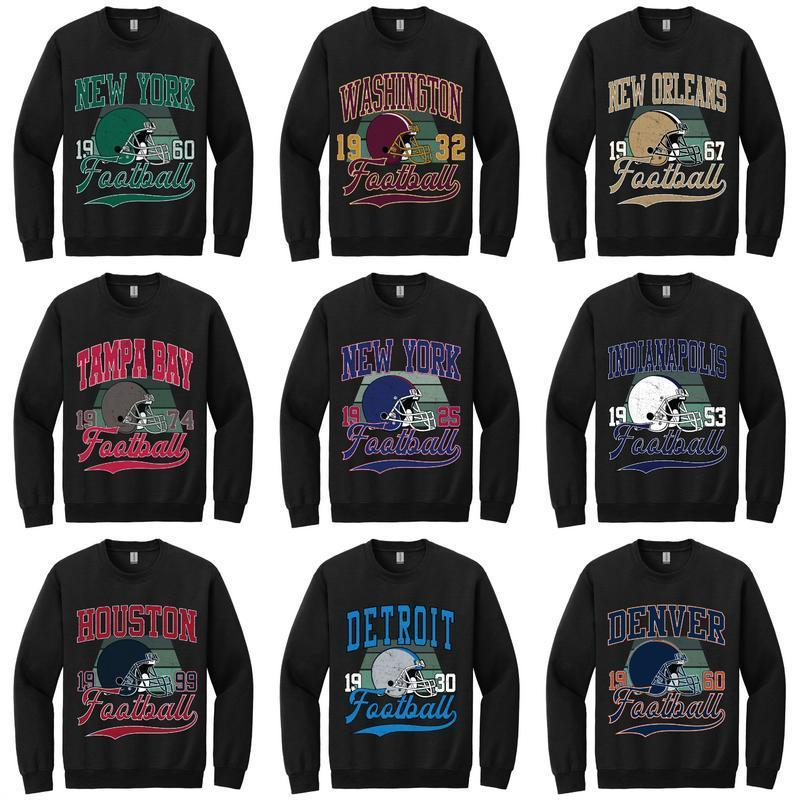 NEW YORK
19 60
Football
WASHINGTON
19 32
Football
NEW ORLEANS
19 67
Football
TAMPA BAY
19 74
Football
NEW YORK
19 25
Football
INDIANAPOLIS
19 53
Football
HOUSTON
19 99
Football
DETROIT
19 30
Football
DENVER
19 60
Football